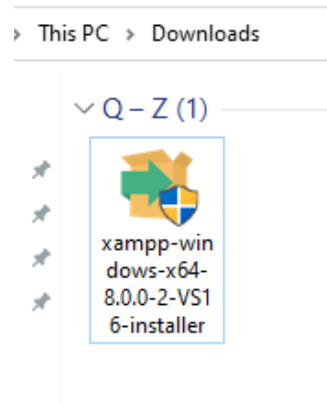 This PC > Downloads
Q – Z (1)
xampp-win
dows-x64-
8.0.0-2-VS1
6-installer